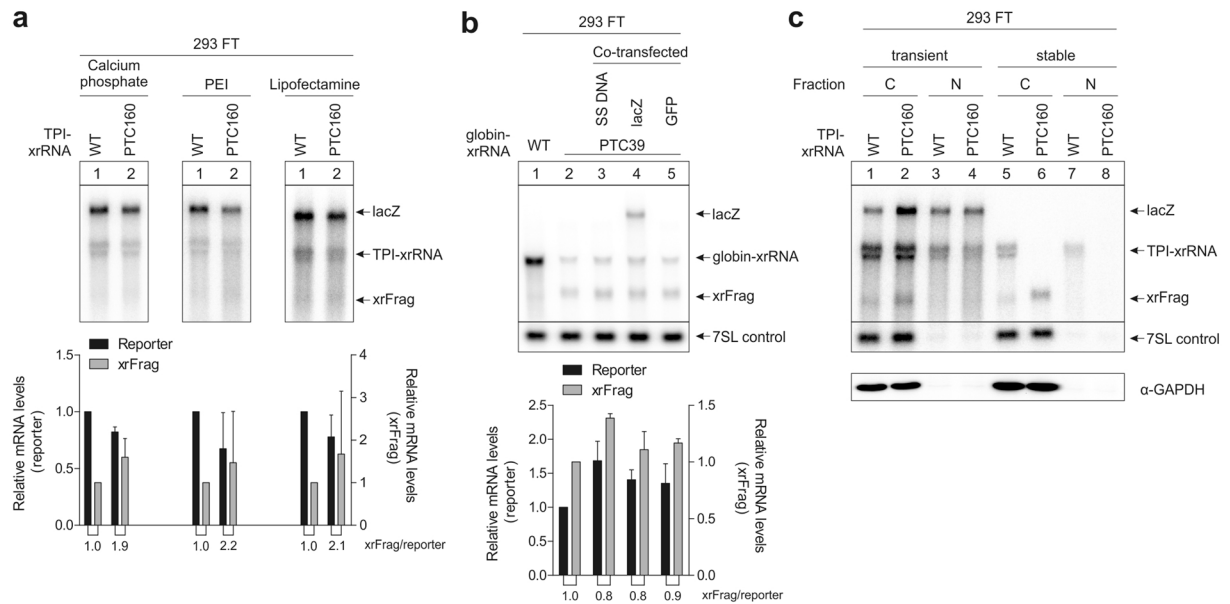 a
293 FT
Calcium
phosphate
PEI
Lipofectamine
TPI-
xrRNA
WT
PTC160
WT
PTC160
WT
PTC160
1 2 1 2 1 2
lacZ
TPI-xrRNA
xrFrag
Reporter
xrFrag
Relative mRNA levels
(reporter)
1.5
1.0
0.5
0.0
4
3
2
1
0
Relative mRNA levels
(xrFrag)
1.0 1.9 1.0 2.2 1.0 2.1 xrFrag/reporter
b
293 FT
Co-transfected
SS DNA
lacZ
GFP
globin-
xrRNA
WT PTC39
1 2 3 4 5
lacZ
globin-xrRNA
xrFrag
7SL control
Reporter
xrFrag
Relative mRNA levels
(reporter)
2.5
2.0
1.5
1.0
0.5
0.0
1.5
1.0
0.5
0.0
Relative mRNA levels
(xrFrag)
1.0 0.8 0.8 0.9 xrFrag/reporter
c
293 FT
transient stable
Fraction C N C N
TPI-
xrRNA
WT
PTC160
WT
PTC160
WT
PTC160
WT
PTC160
1 2 3 4 5 6 7 8
lacZ
TPI-xrRNA
xrFrag
7SL control
α-GAPDH